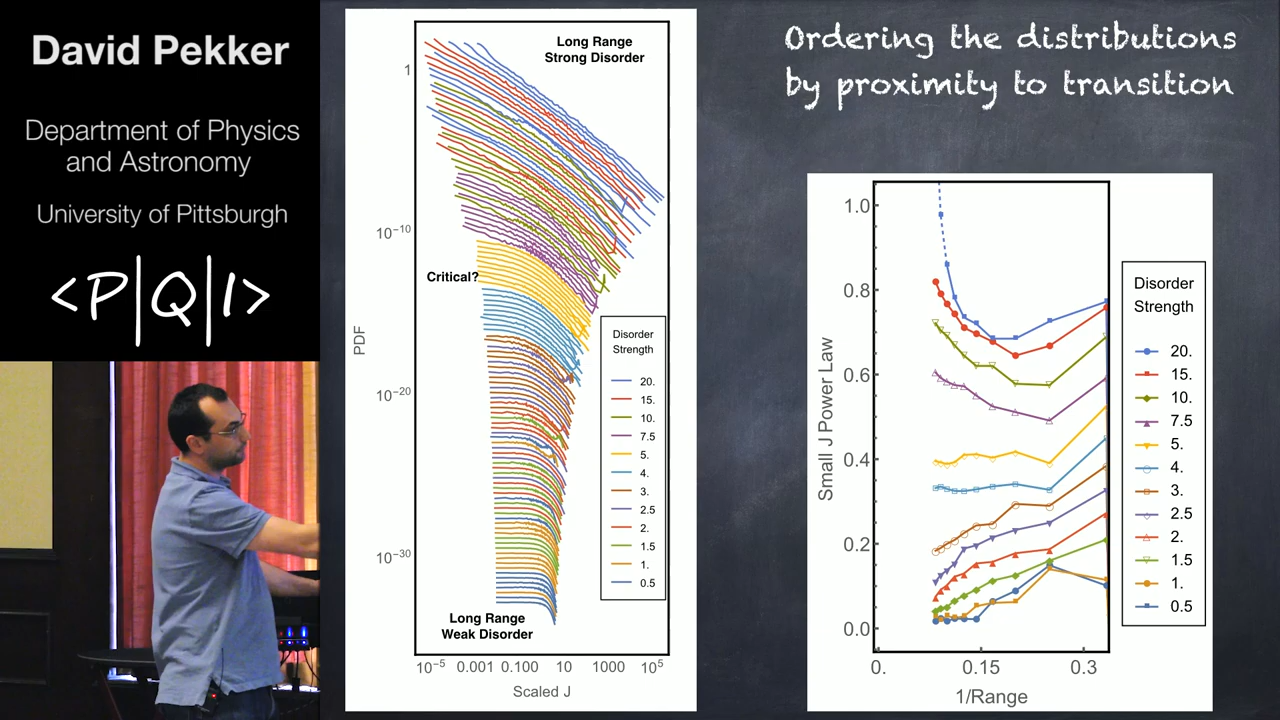 David Pekker
Department of Physics
and Astronomy
University of Pittsburgh
<P|Q|I>
Long Range
Strong Disorder
1
10⁻¹⁰
10⁻²⁰
10⁻³⁰
PDF
Critical?
Disorder
Strength
20.
15.
10.
7.5
5.
4.
3.
2.5
2.
1.5
1.
0.5
Long Range
Weak Disorder
10⁻⁵ 0.001 0.100 10 1000 10⁵
Scaled J
Ordering the distributions
by proximity to transition
1.0
0.8
0.6
0.4
0.2
0.0
Small J Power Law
0. 0.15 0.3
1/Range
Disorder
Strength
20.
15.
10.
7.5
5.
4.
3.
2.5
2.
1.5
1.
0.5